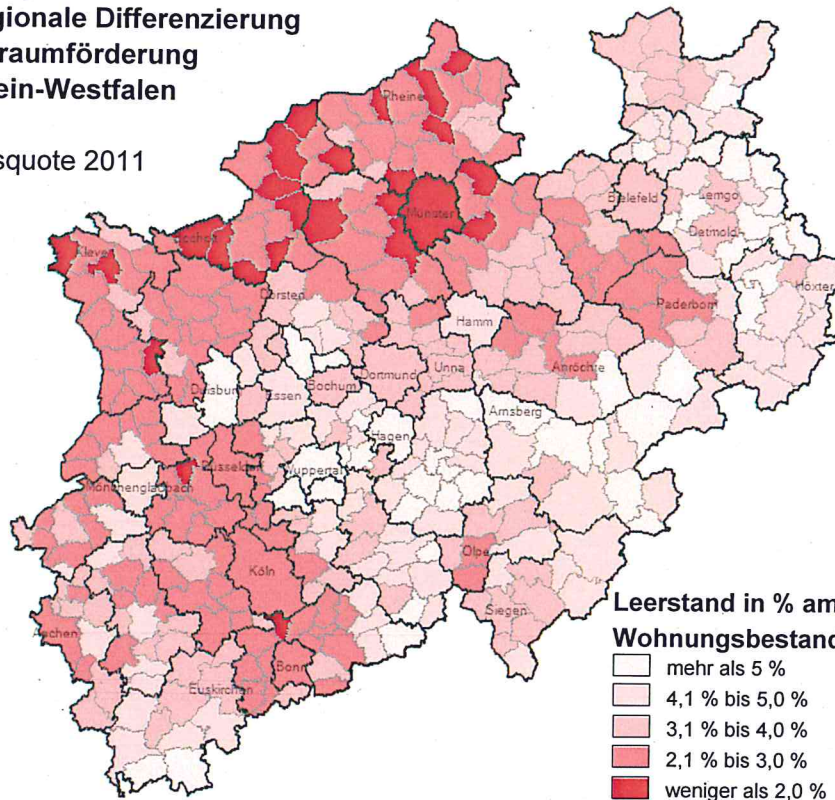 gionale Differenzierung
raumförderung
ein-Westfalen
squote 2011
Rheine
Münster
Bielefeld
Lemgo
Detmold
Bocholt
Kleve
Höxter
Paderborn
Dorsten
Hamm
Anröchte
Unna
Dortmund
Bochum
Essen
Duisburg
Arnsberg
Hagen
Wuppertal
Düsseldorf
Mönchengladbach
Olpe
Köln
Siegen
Aachen
Bonn
Euskirchen
Leerstand in % am
Wohnungsbestand
mehr als 5 %
4,1 % bis 5,0 %
3,1 % bis 4,0 %
2,1 % bis 3,0 %
weniger als 2,0 %